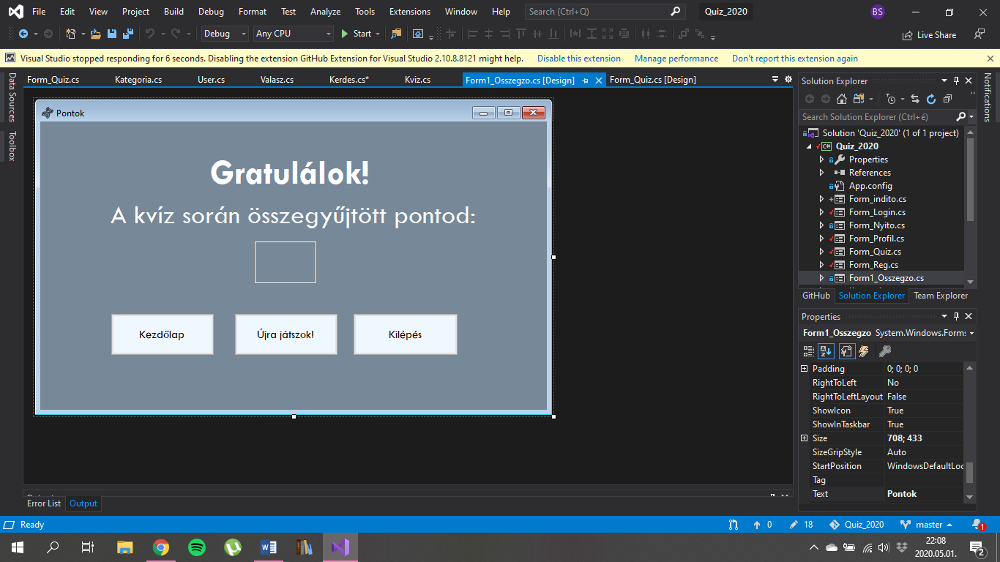 File Edit View Project Build Debug Format Test Analyze Tools Extensions Window Help Search (Ctrl+Q) Quiz_2020 BS
Debug Any CPU Start Live Share
Visual Studio stopped responding for 6 seconds. Disabling the extension GitHub Extension for Visual Studio 2.10.8.8121 might help. Disable this extension Manage performance Don't report this extension again
Data Sources
Toolbox
Form_Quiz.cs Kategoria.cs User.cs Valasz.cs Kerdes.cs* Kviz.cs Form1_Osszegzo.cs [Design] Form_Quiz.cs [Design]
Pontok
Gratulálok!
A kvíz során összegyűjtött pontod:
Kezdőlap Újra játszok! Kilépés
Solution Explorer
Notifications
Search Solution Explorer (Ctrl+é)
Solution 'Quiz_2020' (1 of 1 project)
C# Quiz_2020
Properties
References
App.config
Form_indito.cs
Form_Login.cs
Form_Nyito.cs
Form_Profil.cs
Form_Quiz.cs
Form_Reg.cs
Form1_Osszegzo.cs
GitHub Solution Explorer Team Explorer
Properties
Form1_Osszegzo System.Windows.Forms
Padding 0; 0; 0; 0
RightToLeft No
RightToLeftLayout False
ShowIcon True
ShowInTaskbar True
Size 708; 433
SizeGripStyle Auto
StartPosition WindowsDefaultLoc
Tag
Text Pontok
Error List Output
Ready 0 18 Quiz_2020 master 1
22:08
2020.05.01.
2